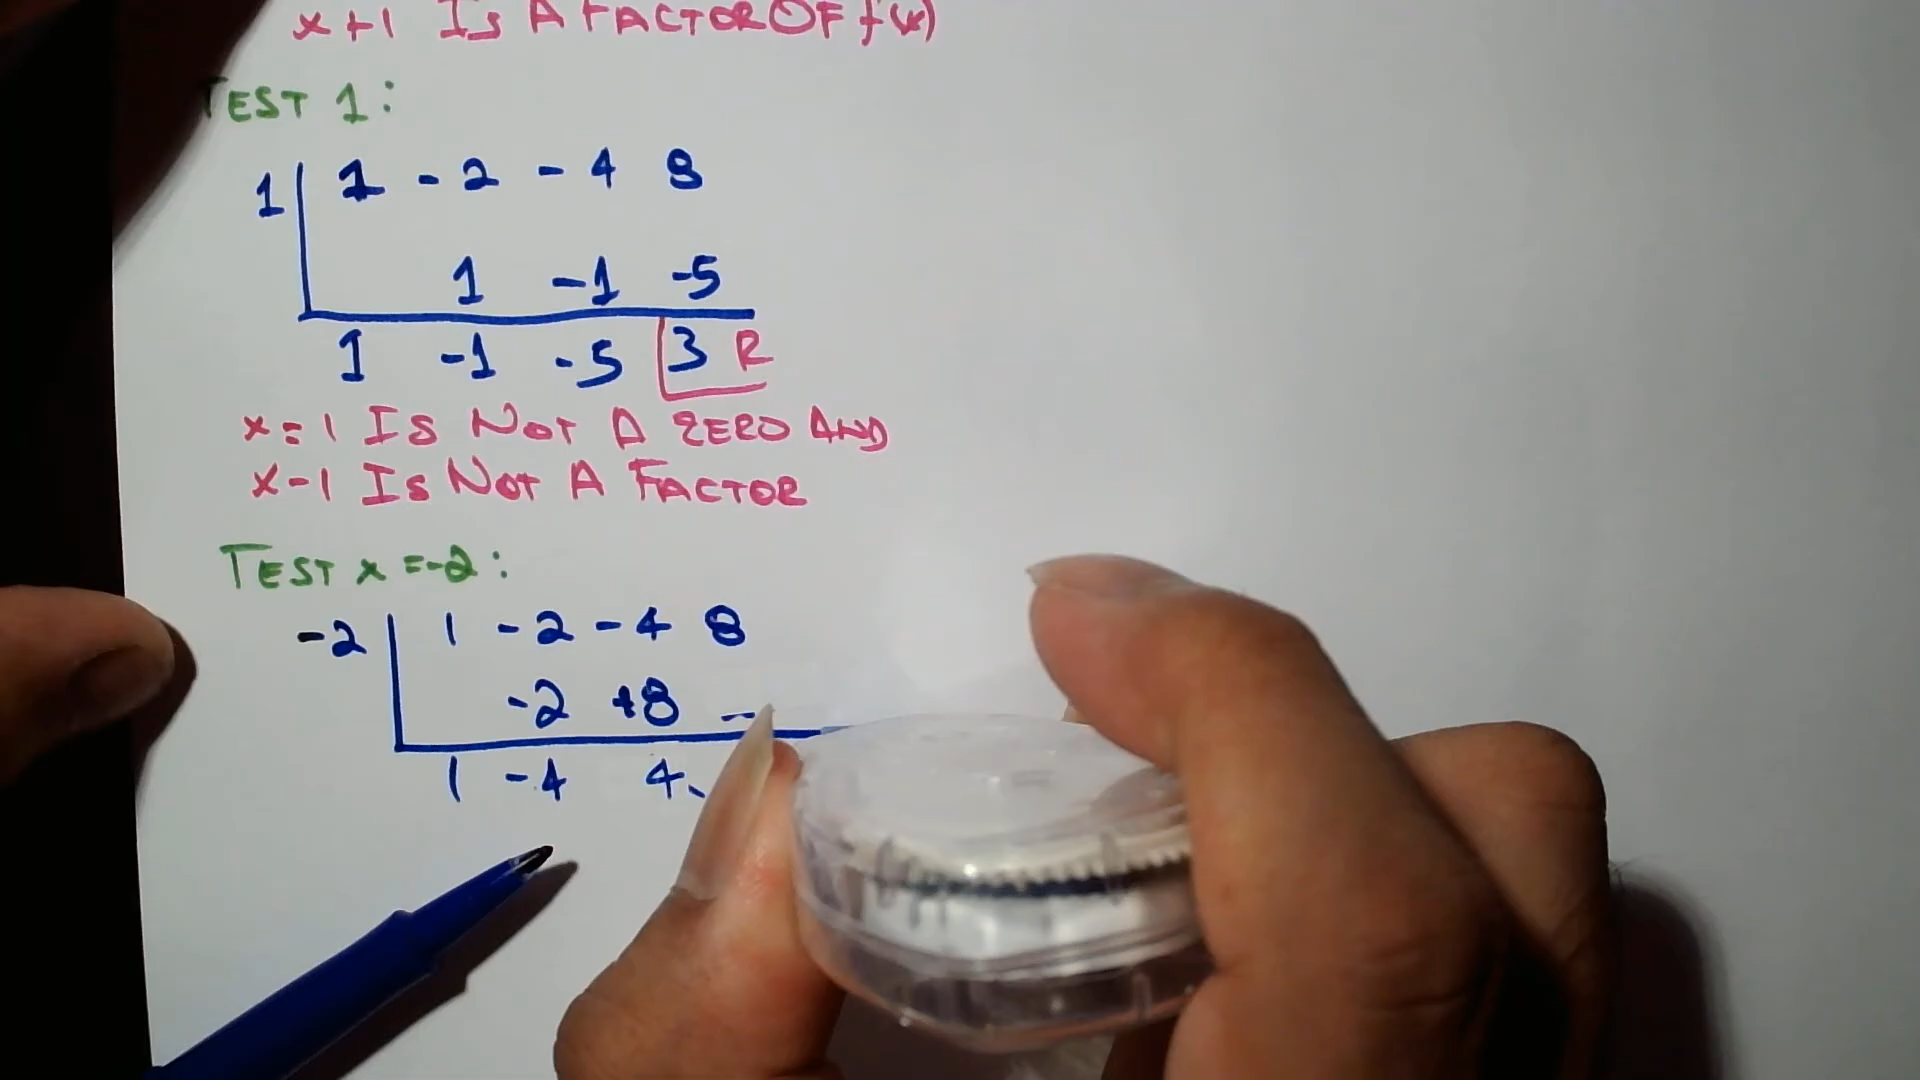 x+1 IS A FACTOR OF f(x)
TEST 1:
1 | 1 -2 -4 8
1 -1 -5
1 -1 -5 3 R
x=1 IS NOT A ZERO AND
x-1 IS NOT A FACTOR
TEST x=-2:
-2 | 1 -2 -4 8
-2 +8 -
1 -4 4